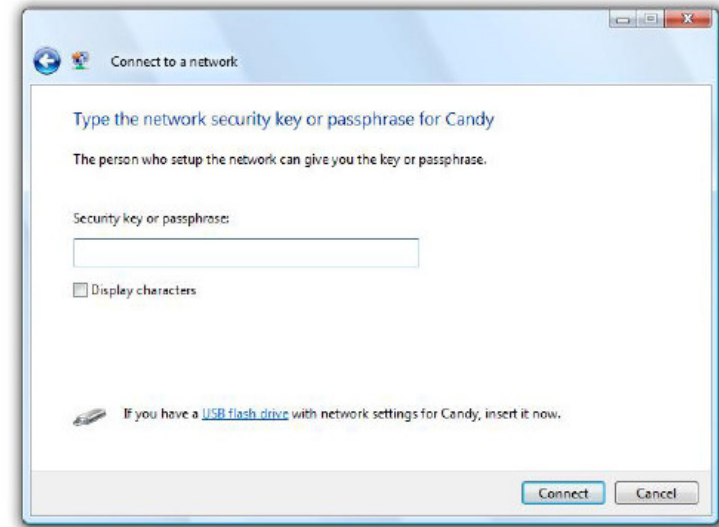 Connect to a network
Type the network security key or passphrase for Candy
The person who setup the network can give you the key or passphrase.
Security key or passphrase:
Display characters
If you have a USB flash drive with network settings for Candy, insert it now.
Connect Cancel